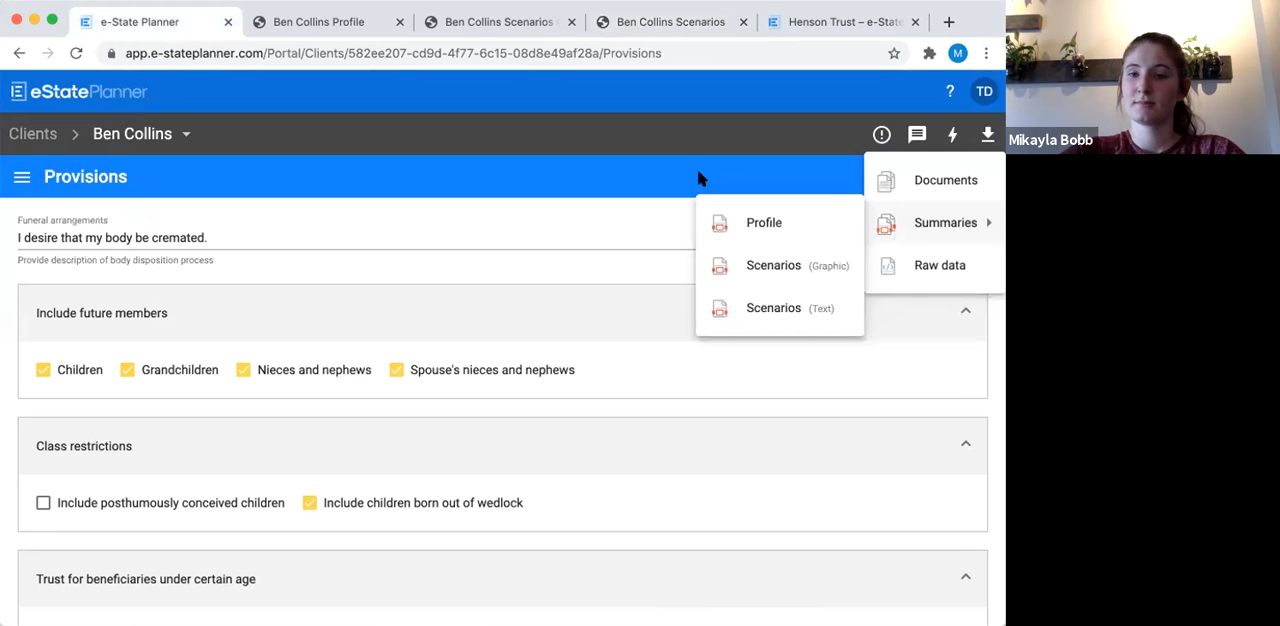 e-State Planner
Ben Collins Profile
Ben Collins Scenarios
Ben Collins Scenarios
Henson Trust – e-State
app.e-stateplanner.com/Portal/Clients/582ee207-cd9d-4f77-6c15-08d8e49af28a/Provisions
M
eStatePlanner
?
TD
Clients > Ben Collins
Mikayla Bobb
Provisions
Documents
Summaries
Raw data
Profile
Scenarios (Graphic)
Scenarios (Text)
Funeral arrangements
I desire that my body be cremated.
Provide description of body disposition process
Include future members
Children Grandchildren Nieces and nephews Spouse's nieces and nephews
Class restrictions
Include posthumously conceived children Include children born out of wedlock
Trust for beneficiaries under certain age